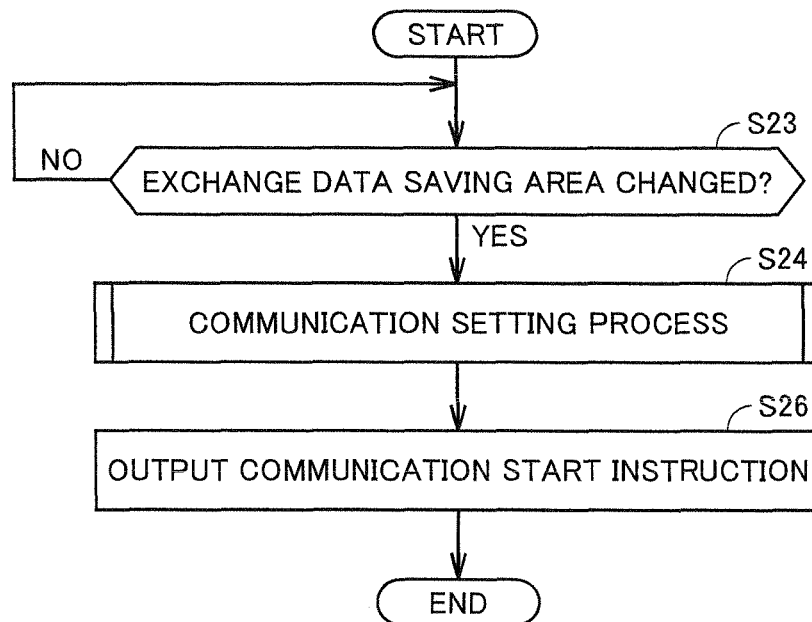 START
S23
NO
EXCHANGE DATA SAVING AREA CHANGED?
YES
S24
COMMUNICATION SETTING PROCESS
S26
OUTPUT COMMUNICATION START INSTRUCTION
END